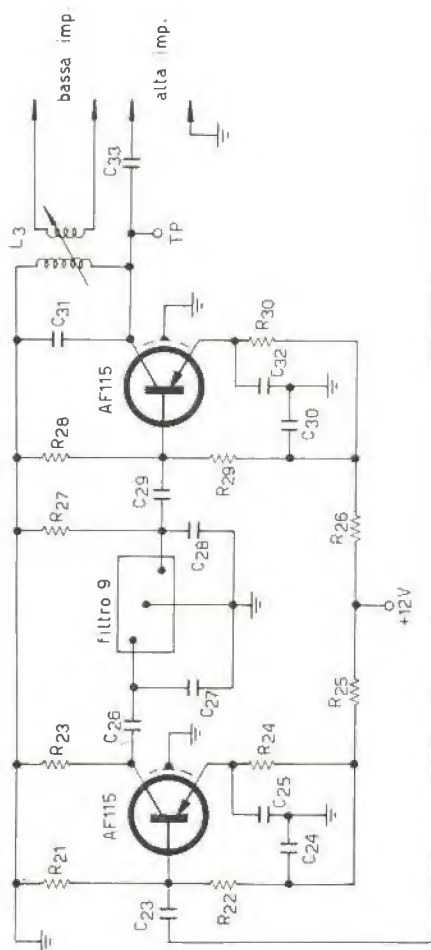 bassa imp.
alta imp.
L3
C33
TP
C31
AF115
R30
C32
C30
R28
R29
R27
C29
C28
filtro 9
R26
+12V
C27
C26
R25
R23
R24
AF115
C25
C24
R21
R22
C23